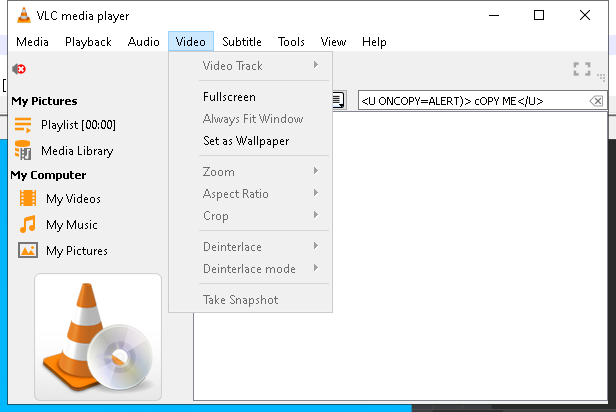 VLC media player
Media Playback Audio Video Subtitle Tools View Help
Video Track
Fullscreen
Always Fit Window
Set as Wallpaper
Zoom
Aspect Ratio
Crop
Deinterlace
Deinterlace mode
Take Snapshot
<U ONCOPY=ALERT)> cOPY ME</U>
My Pictures
Playlist [00:00]
Media Library
My Computer
My Videos
My Music
My Pictures